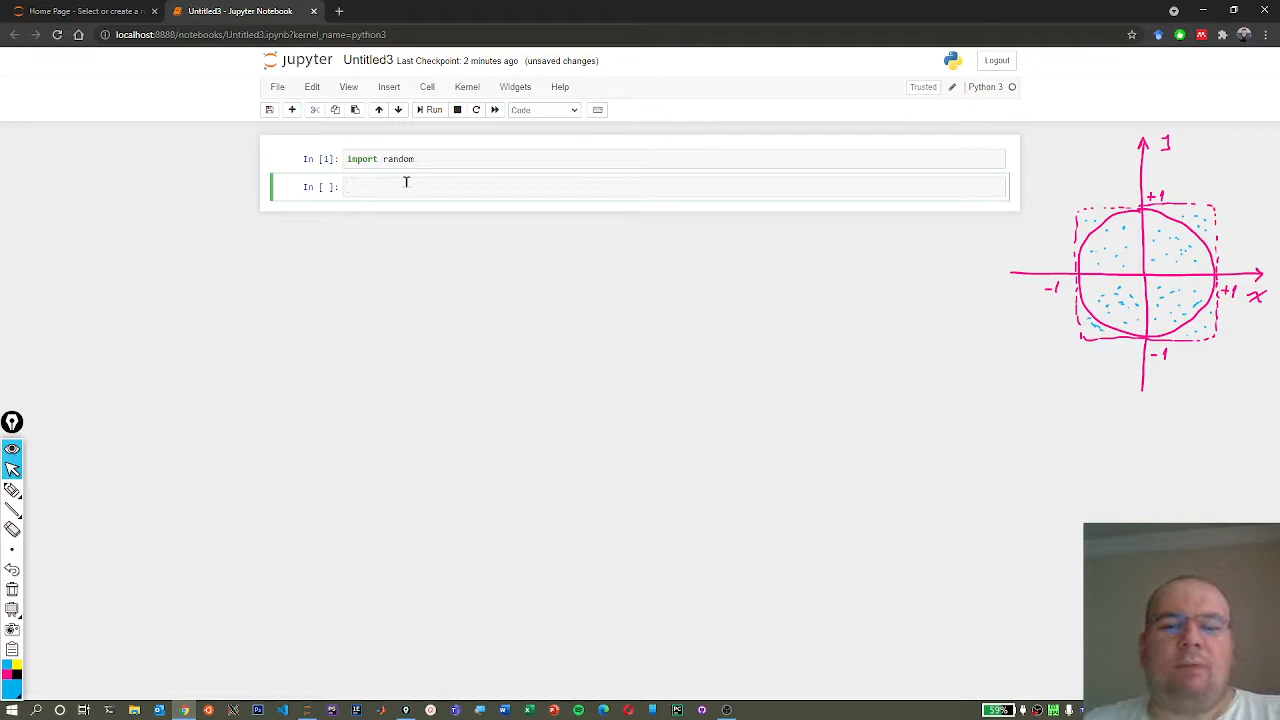 Home Page - Select or create a n
Untitled3 - Jupyter Notebook
localhost:8888/notebooks/Untitled3.ipynb?kernel_name=python3
jupyter Untitled3 Last Checkpoint: 2 minutes ago (unsaved changes)
Logout
File Edit View Insert Cell Kernel Widgets Help
Trusted
Python 3
Run
Code
In [1]: import random
In [ ]:
+1
-1
+1
x
-1
59%